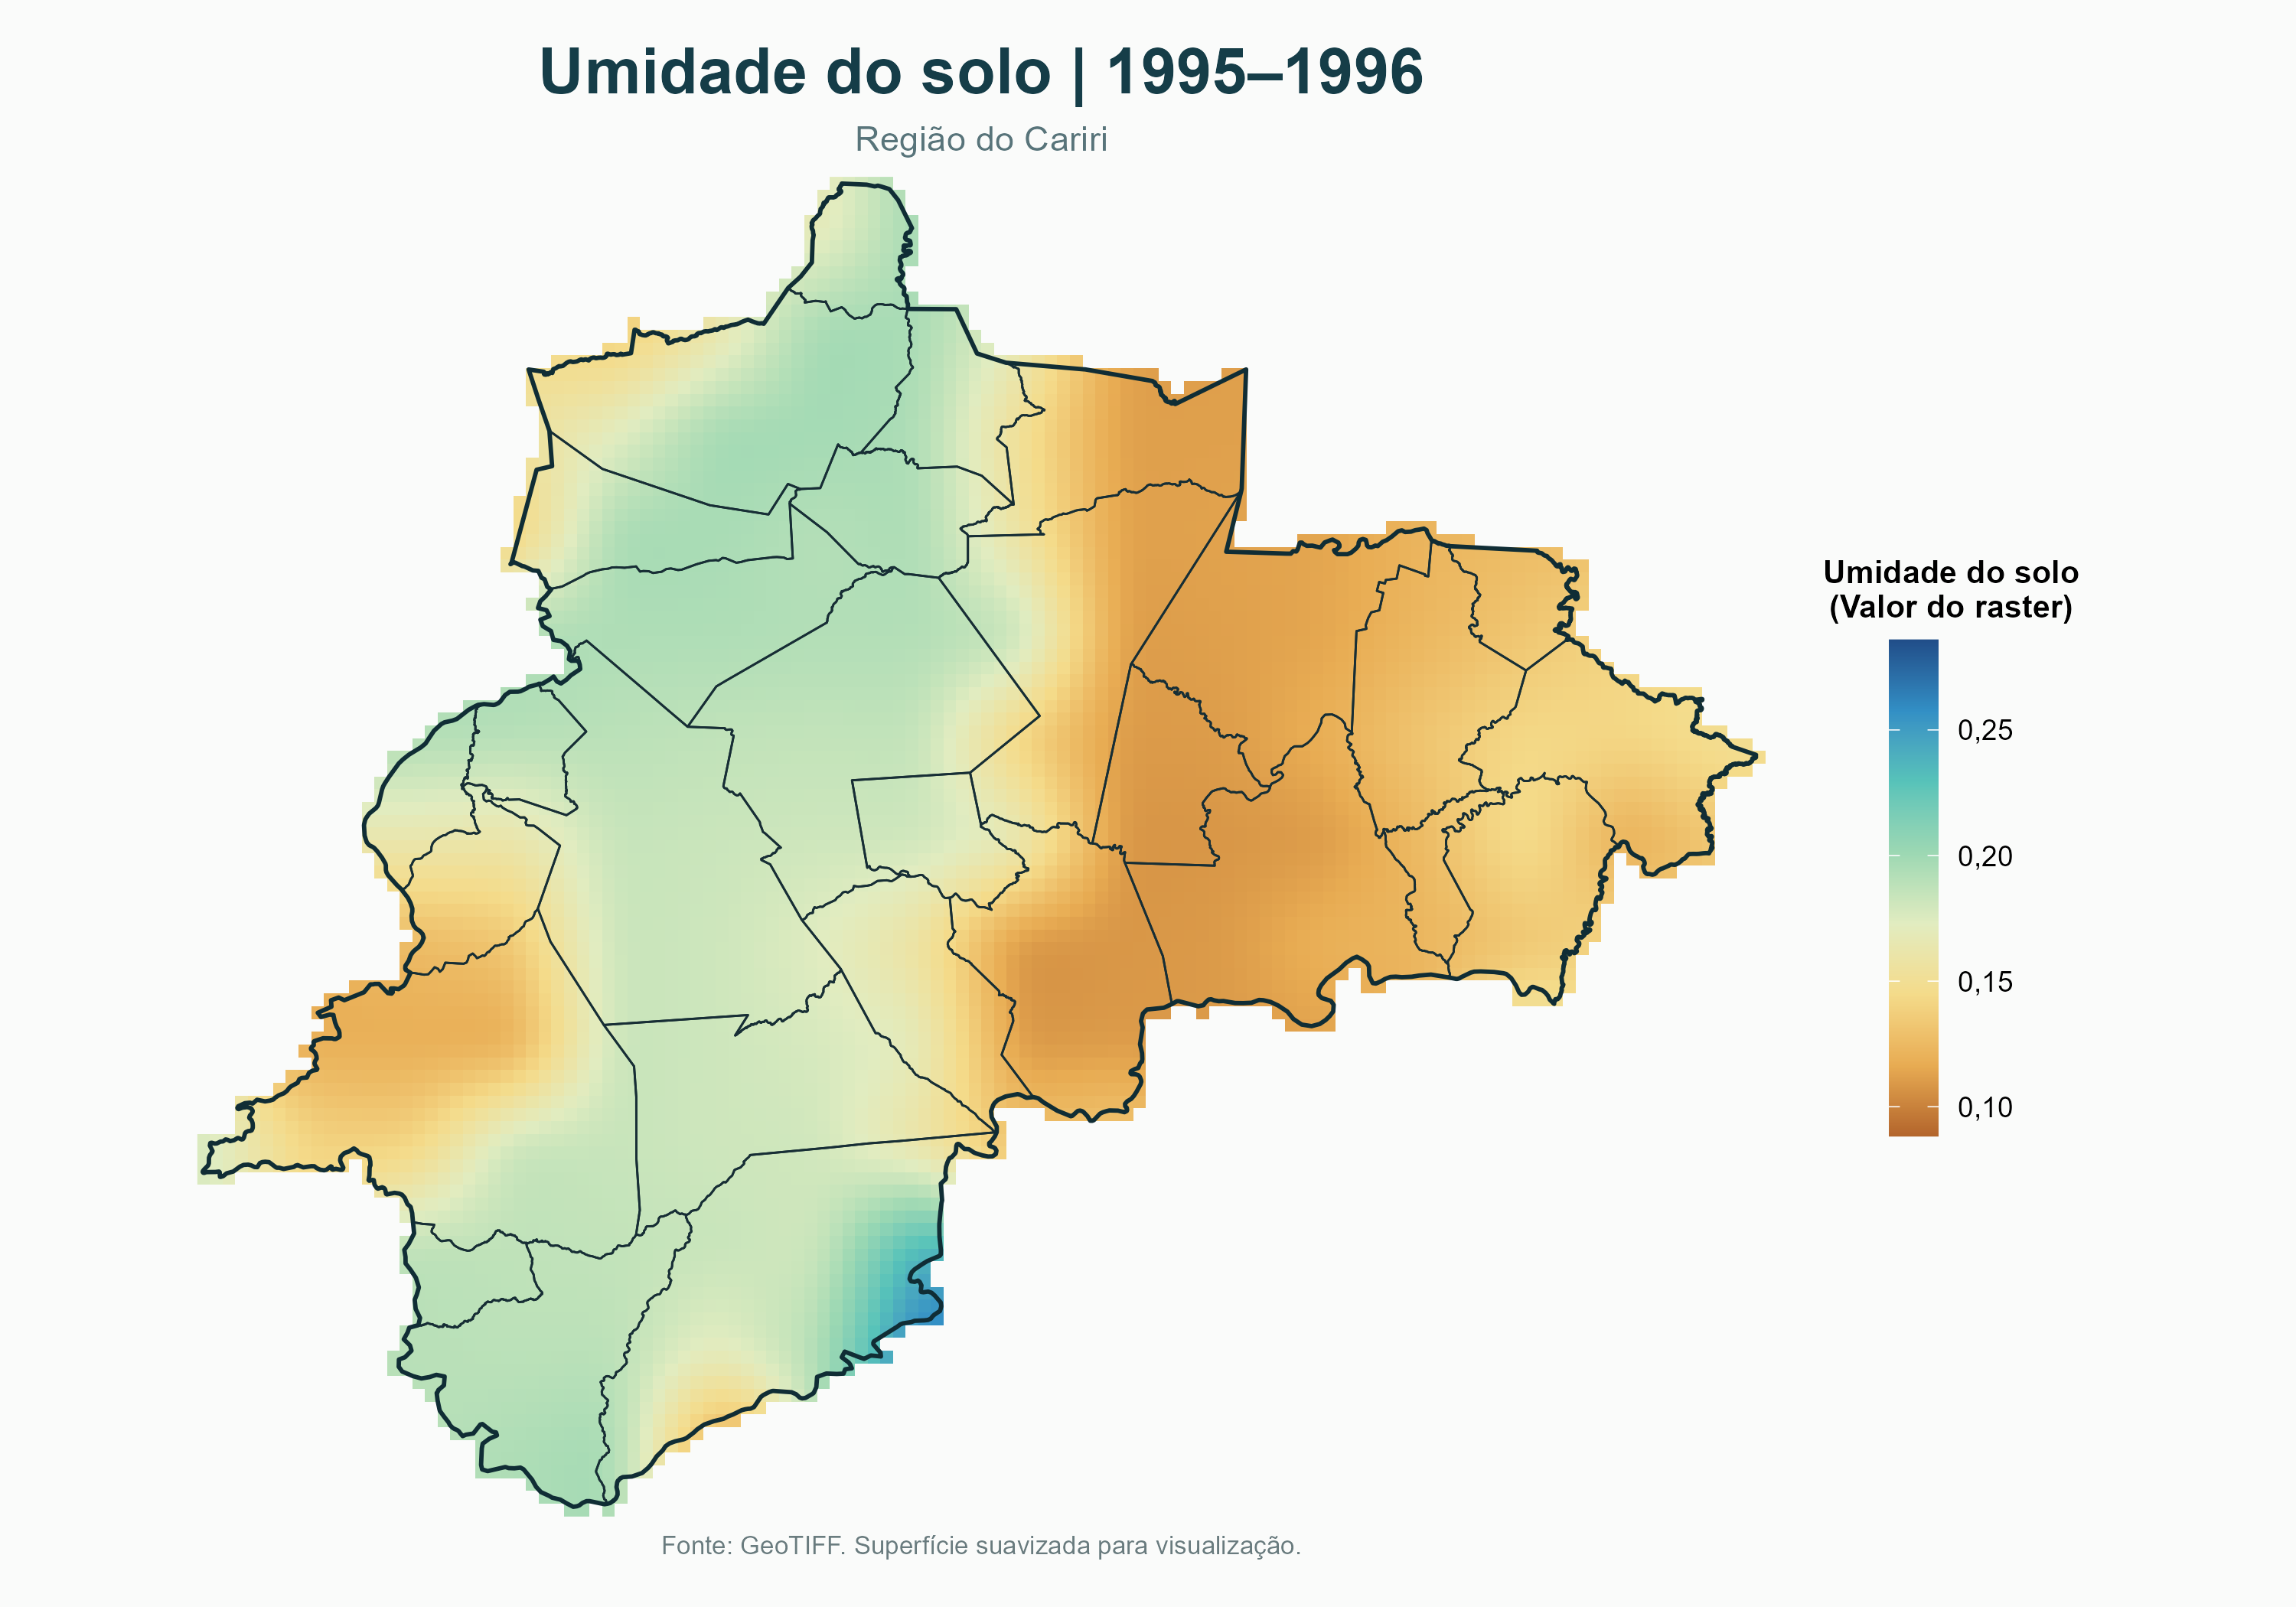 Umidade do solo | 1995–1996
Região do Cariri
Umidade do solo
(Valor do raster)
0,25
0,20
0,15
0,10
Fonte: GeoTIFF. Superfície suavizada para visualização.